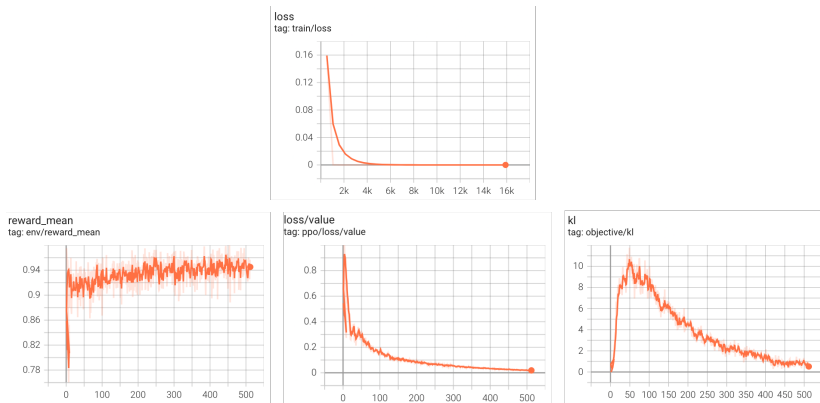 loss
tag: train/loss
0.16
0.12
0.08
0.04
0
2k 4k 6k 8k 10k 12k 14k 16k
reward_mean
tag: env/reward_mean
0.94
0.9
0.86
0.82
0.78
0 100 200 300 400 500
loss/value
tag: ppo/loss/value
0.8
0.6
0.4
0.2
0
0 100 200 300 400 500
kl
tag: objective/kl
10
8
6
4
2
0
0 50 100 150 200 250 300 350 400 450 500